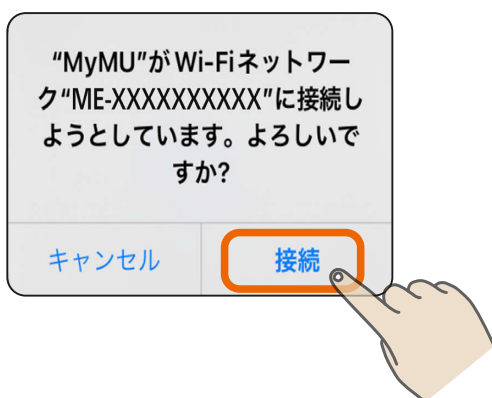 “MyMU”がWi-Fiネットワー
ク“ME-XXXXXXXXXX”に接続し
ようとしています。よろしいで
すか?
キャンセル
接続